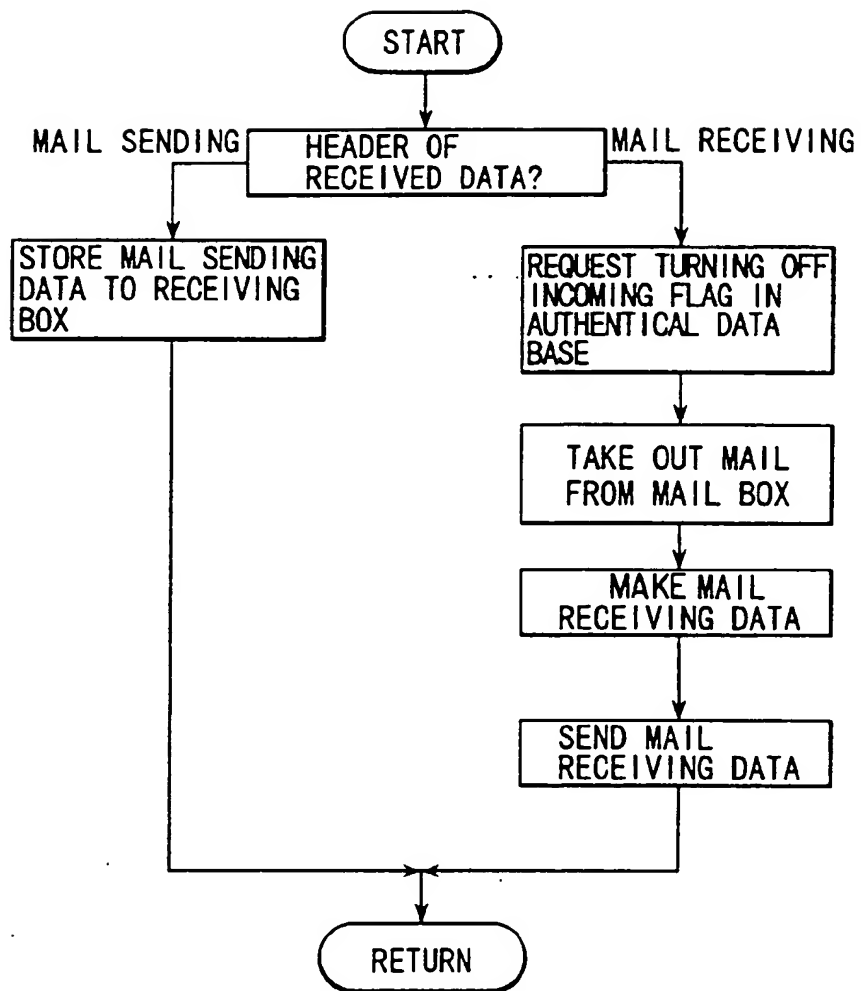 START
MAIL SENDING
HEADER OF
RECEIVED DATA?
MAIL RECEIVING
STORE MAIL SENDING
DATA TO RECEIVING
BOX
REQUEST TURNING OFF
INCOMING FLAG IN
AUTHENTICAL DATA
BASE
TAKE OUT MAIL
FROM MAIL BOX
MAKE MAIL
RECEIVING DATA
SEND MAIL
RECEIVING DATA
RETURN